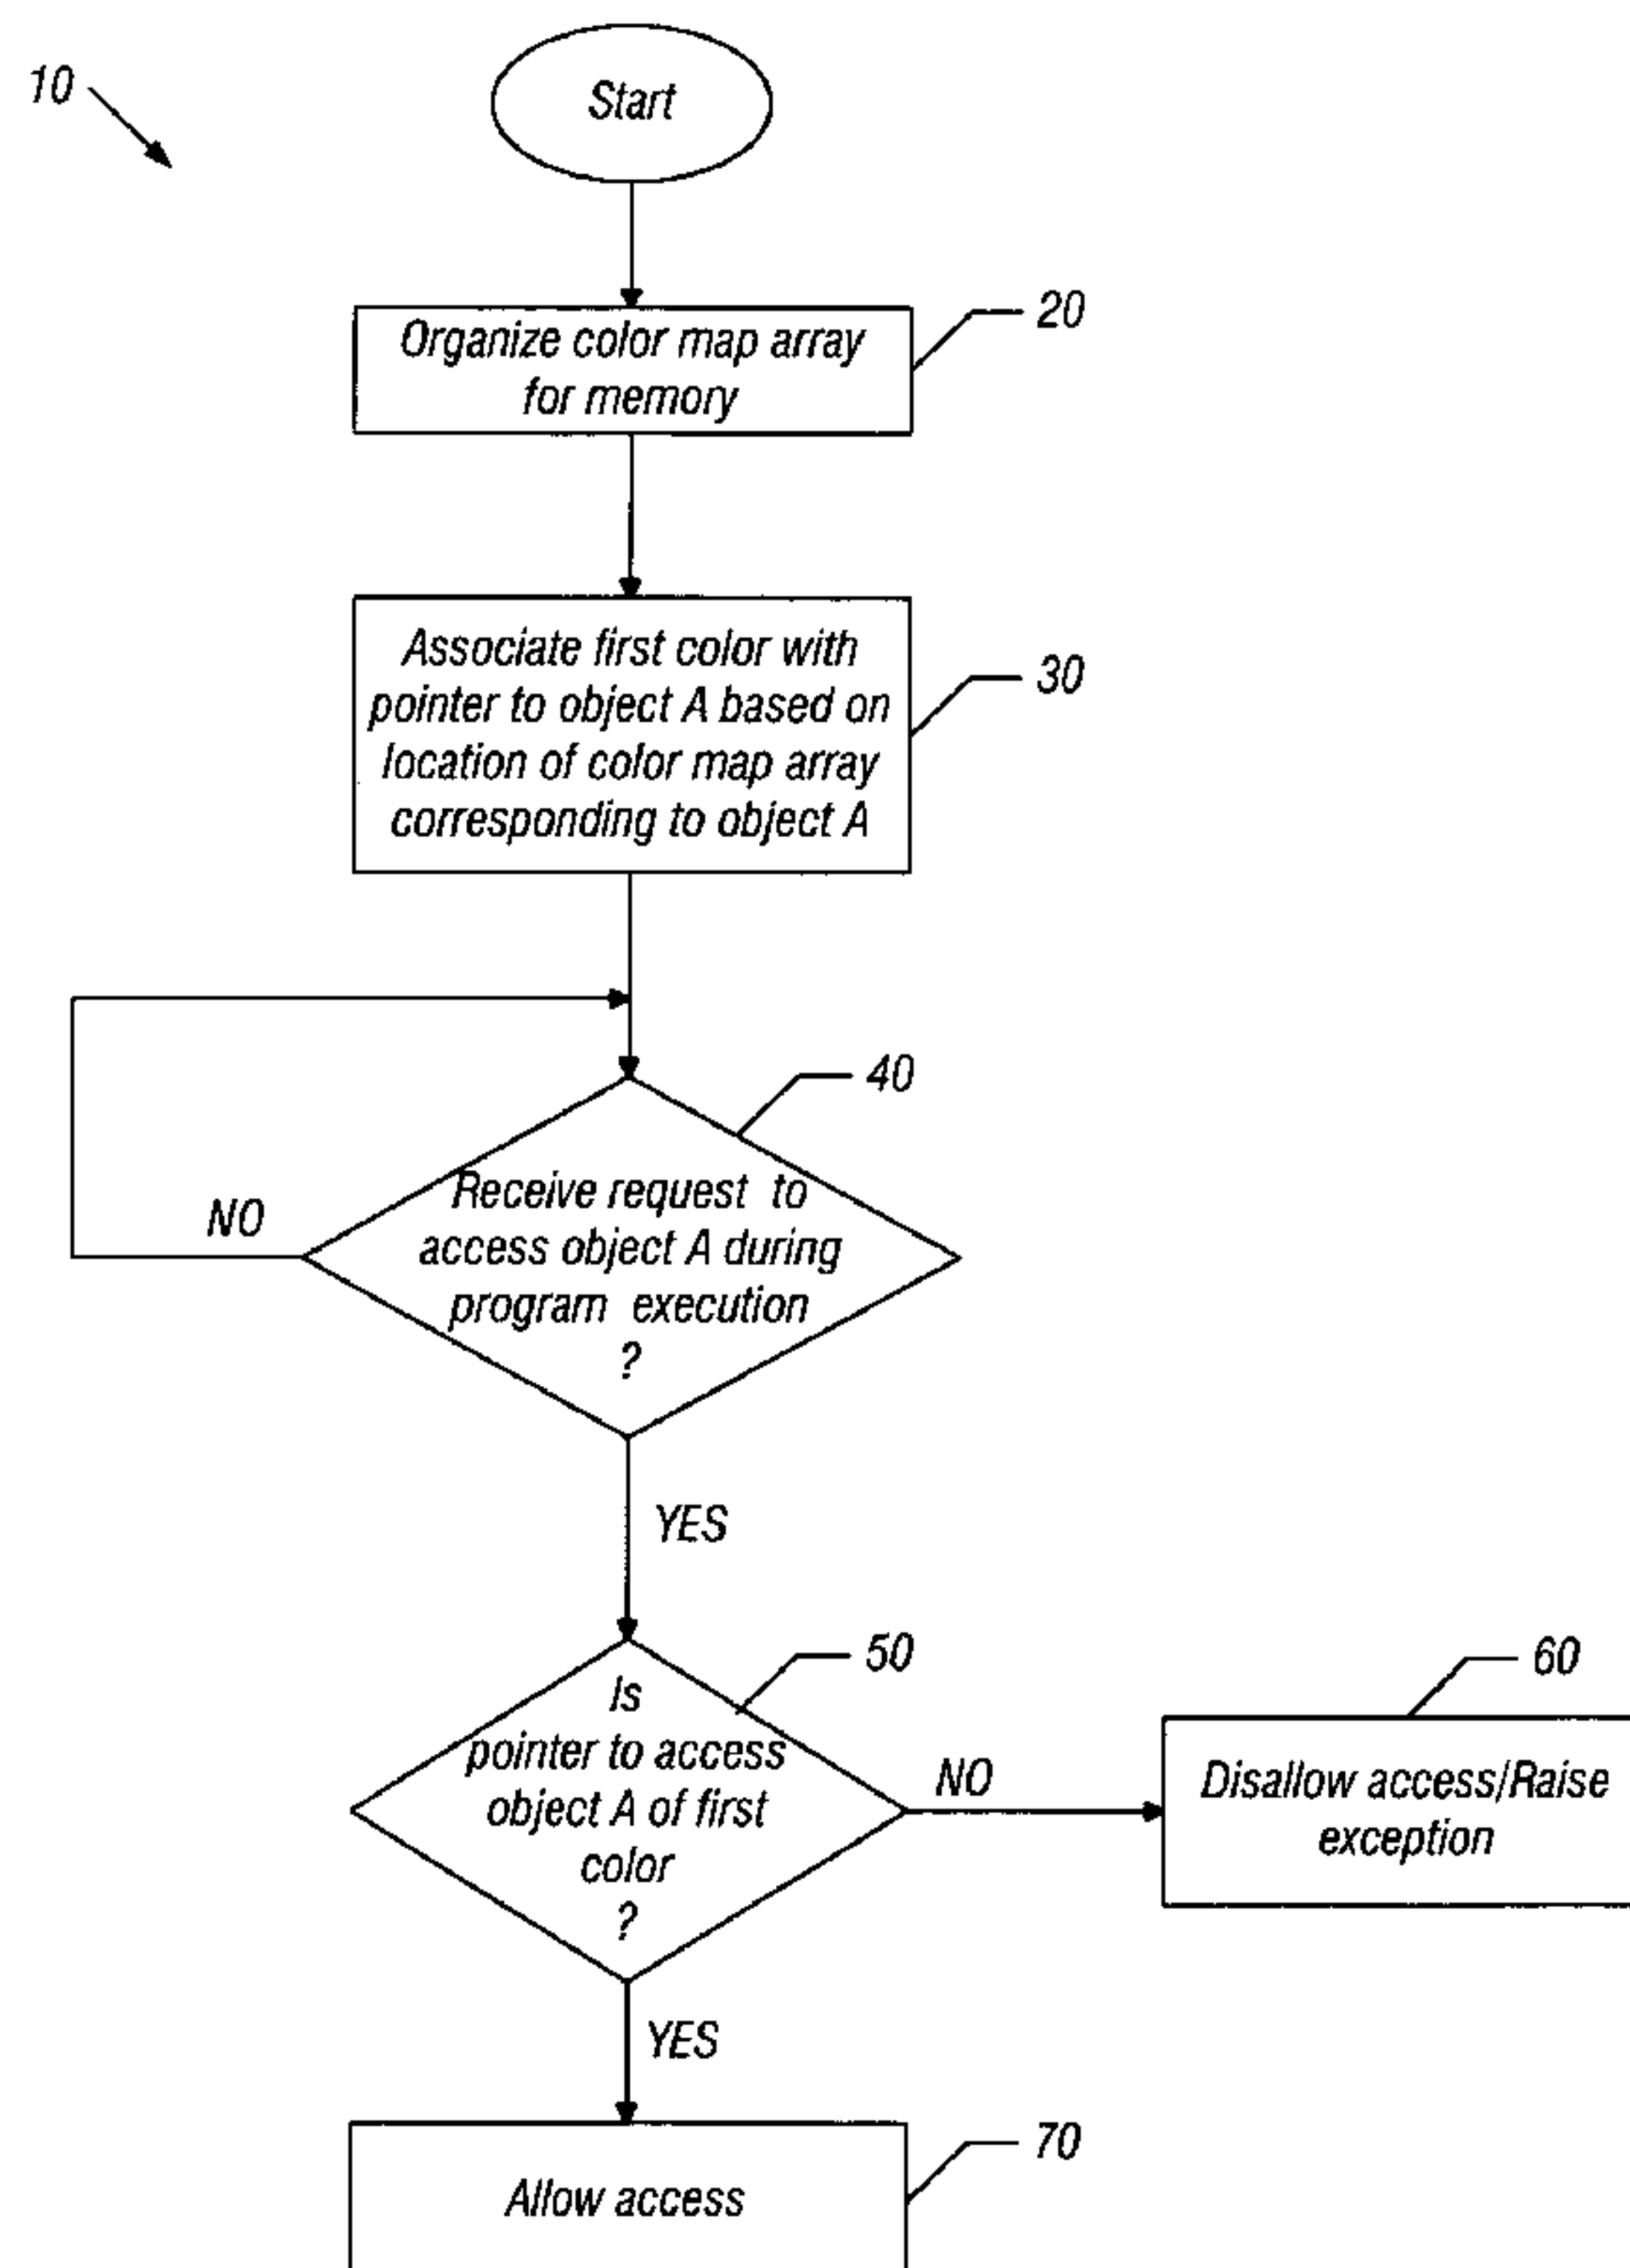 10
Start
20
Organize color map array
for memory
30
Associate first color with
pointer to object A based on
location of color map array
corresponding to object A
40
Receive request to
access object A during
program execution
?
NO
YES
50
Is
pointer to access
object A of first
color
?
NO
60
Disallow access/Raise
exception
YES
70
Allow access